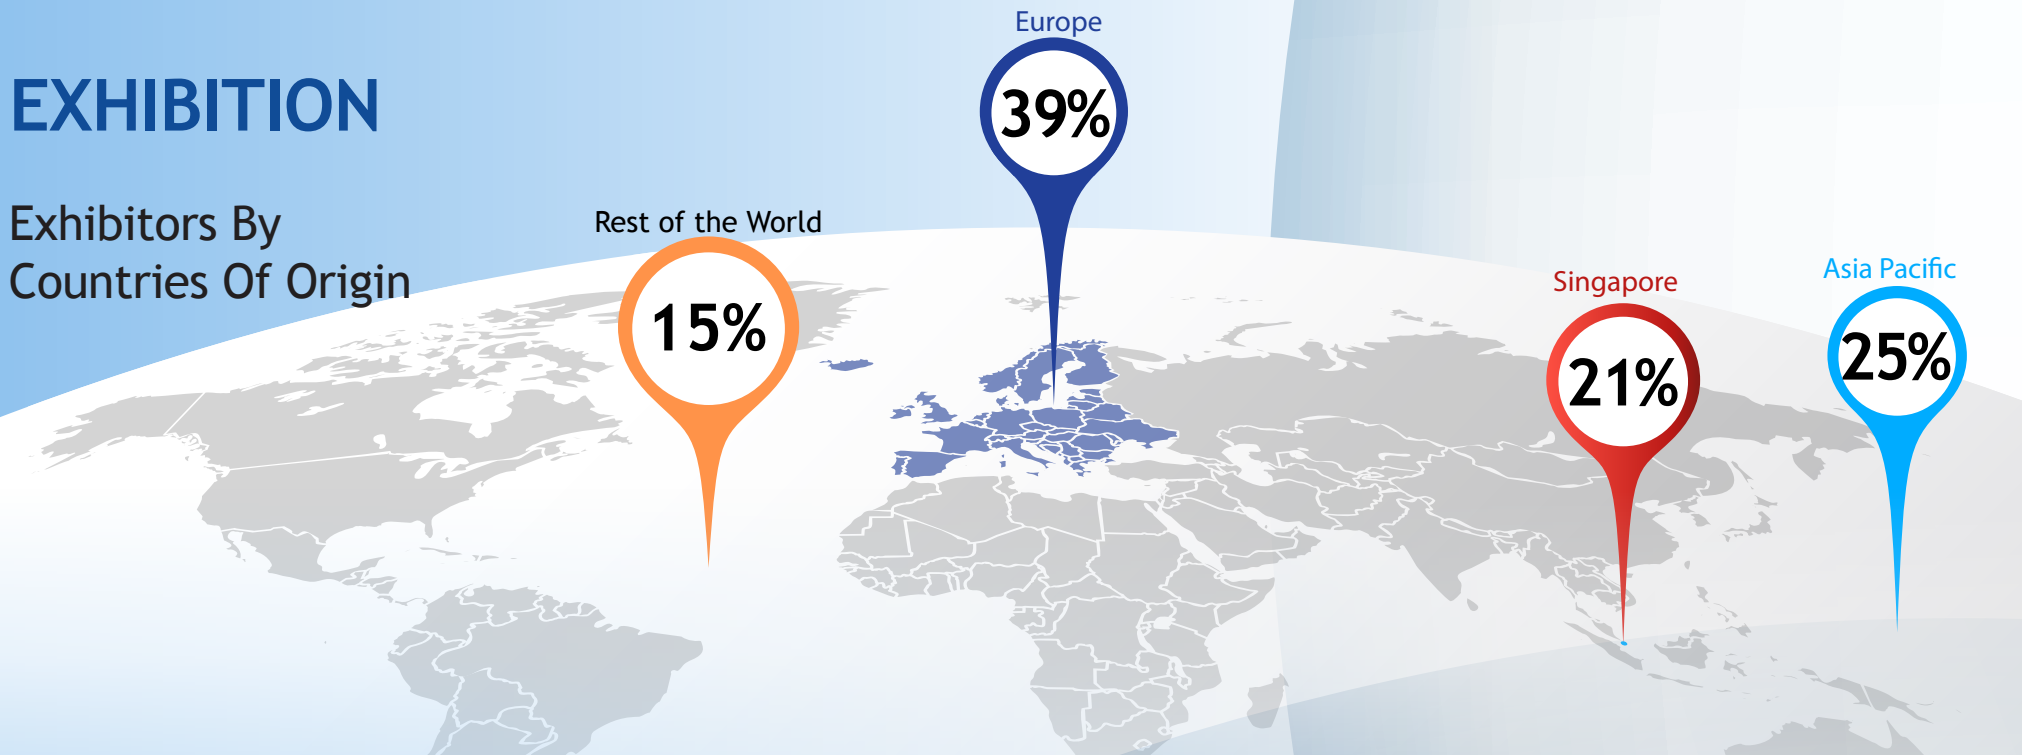 EXHIBITION
Exhibitors By
Countries Of Origin
Rest of the World
15%
Europe
39%
Singapore
21%
Asia Pacific
25%